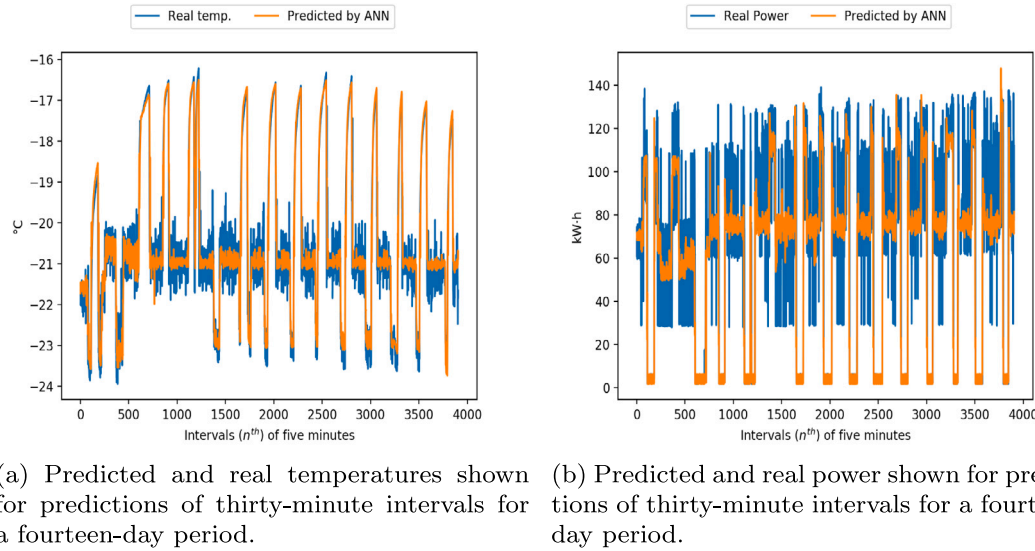 Real temp. Predicted by ANN
−16
−17
−18
−19
−20
−21
−22
−23
−24
°C
0 500 1000 1500 2000 2500 3000 3500 4000
Intervals (nth) of five minutes
(a) Predicted and real temperatures shown
for predictions of thirty-minute intervals for
a fourteen-day period.
Real Power Predicted by ANN
140
120
100
80
60
40
20
0
kW·h
0 500 1000 1500 2000 2500 3000 3500 4000
Intervals (nth) of five minutes
(b) Predicted and real power shown for pre
tions of thirty-minute intervals for a fourt
day period.